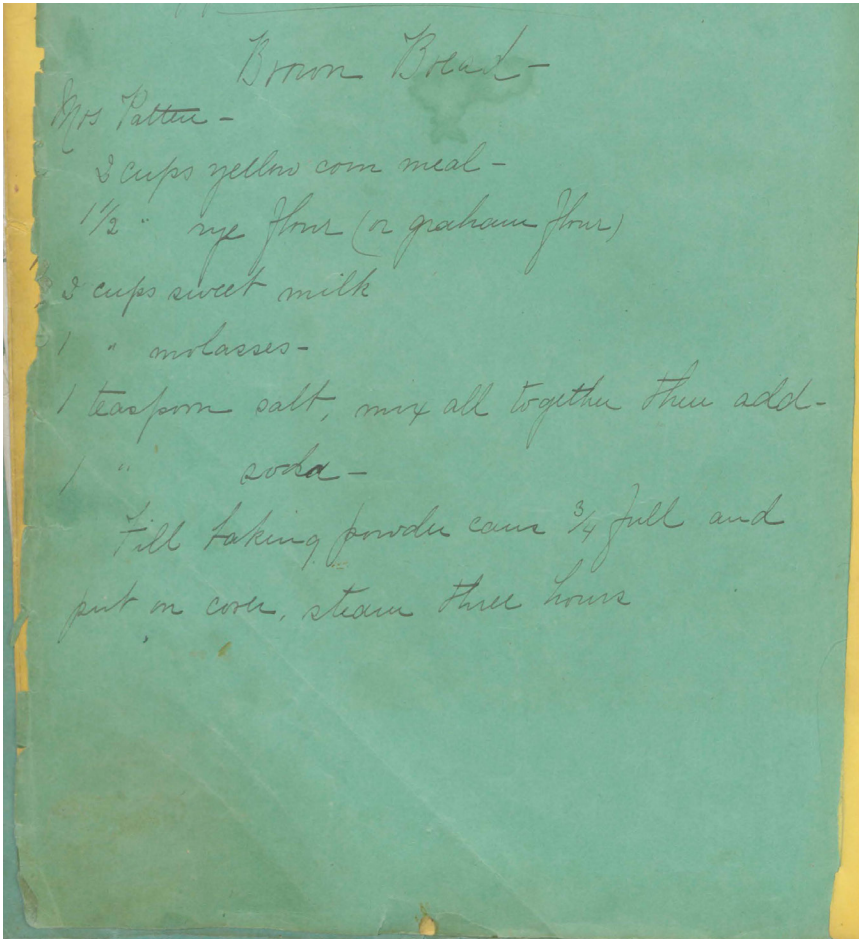 Brown Bread -
Mrs Patten -
2 cups yellow corn meal -
1 1/2 " rye flour (or graham flour)
2 cups sweet milk
1 " molasses -
1 teaspoon salt, mix all together then add -
1 " soda -
Fill baking powder cans 3/4 full and
put on cover, steam three hours